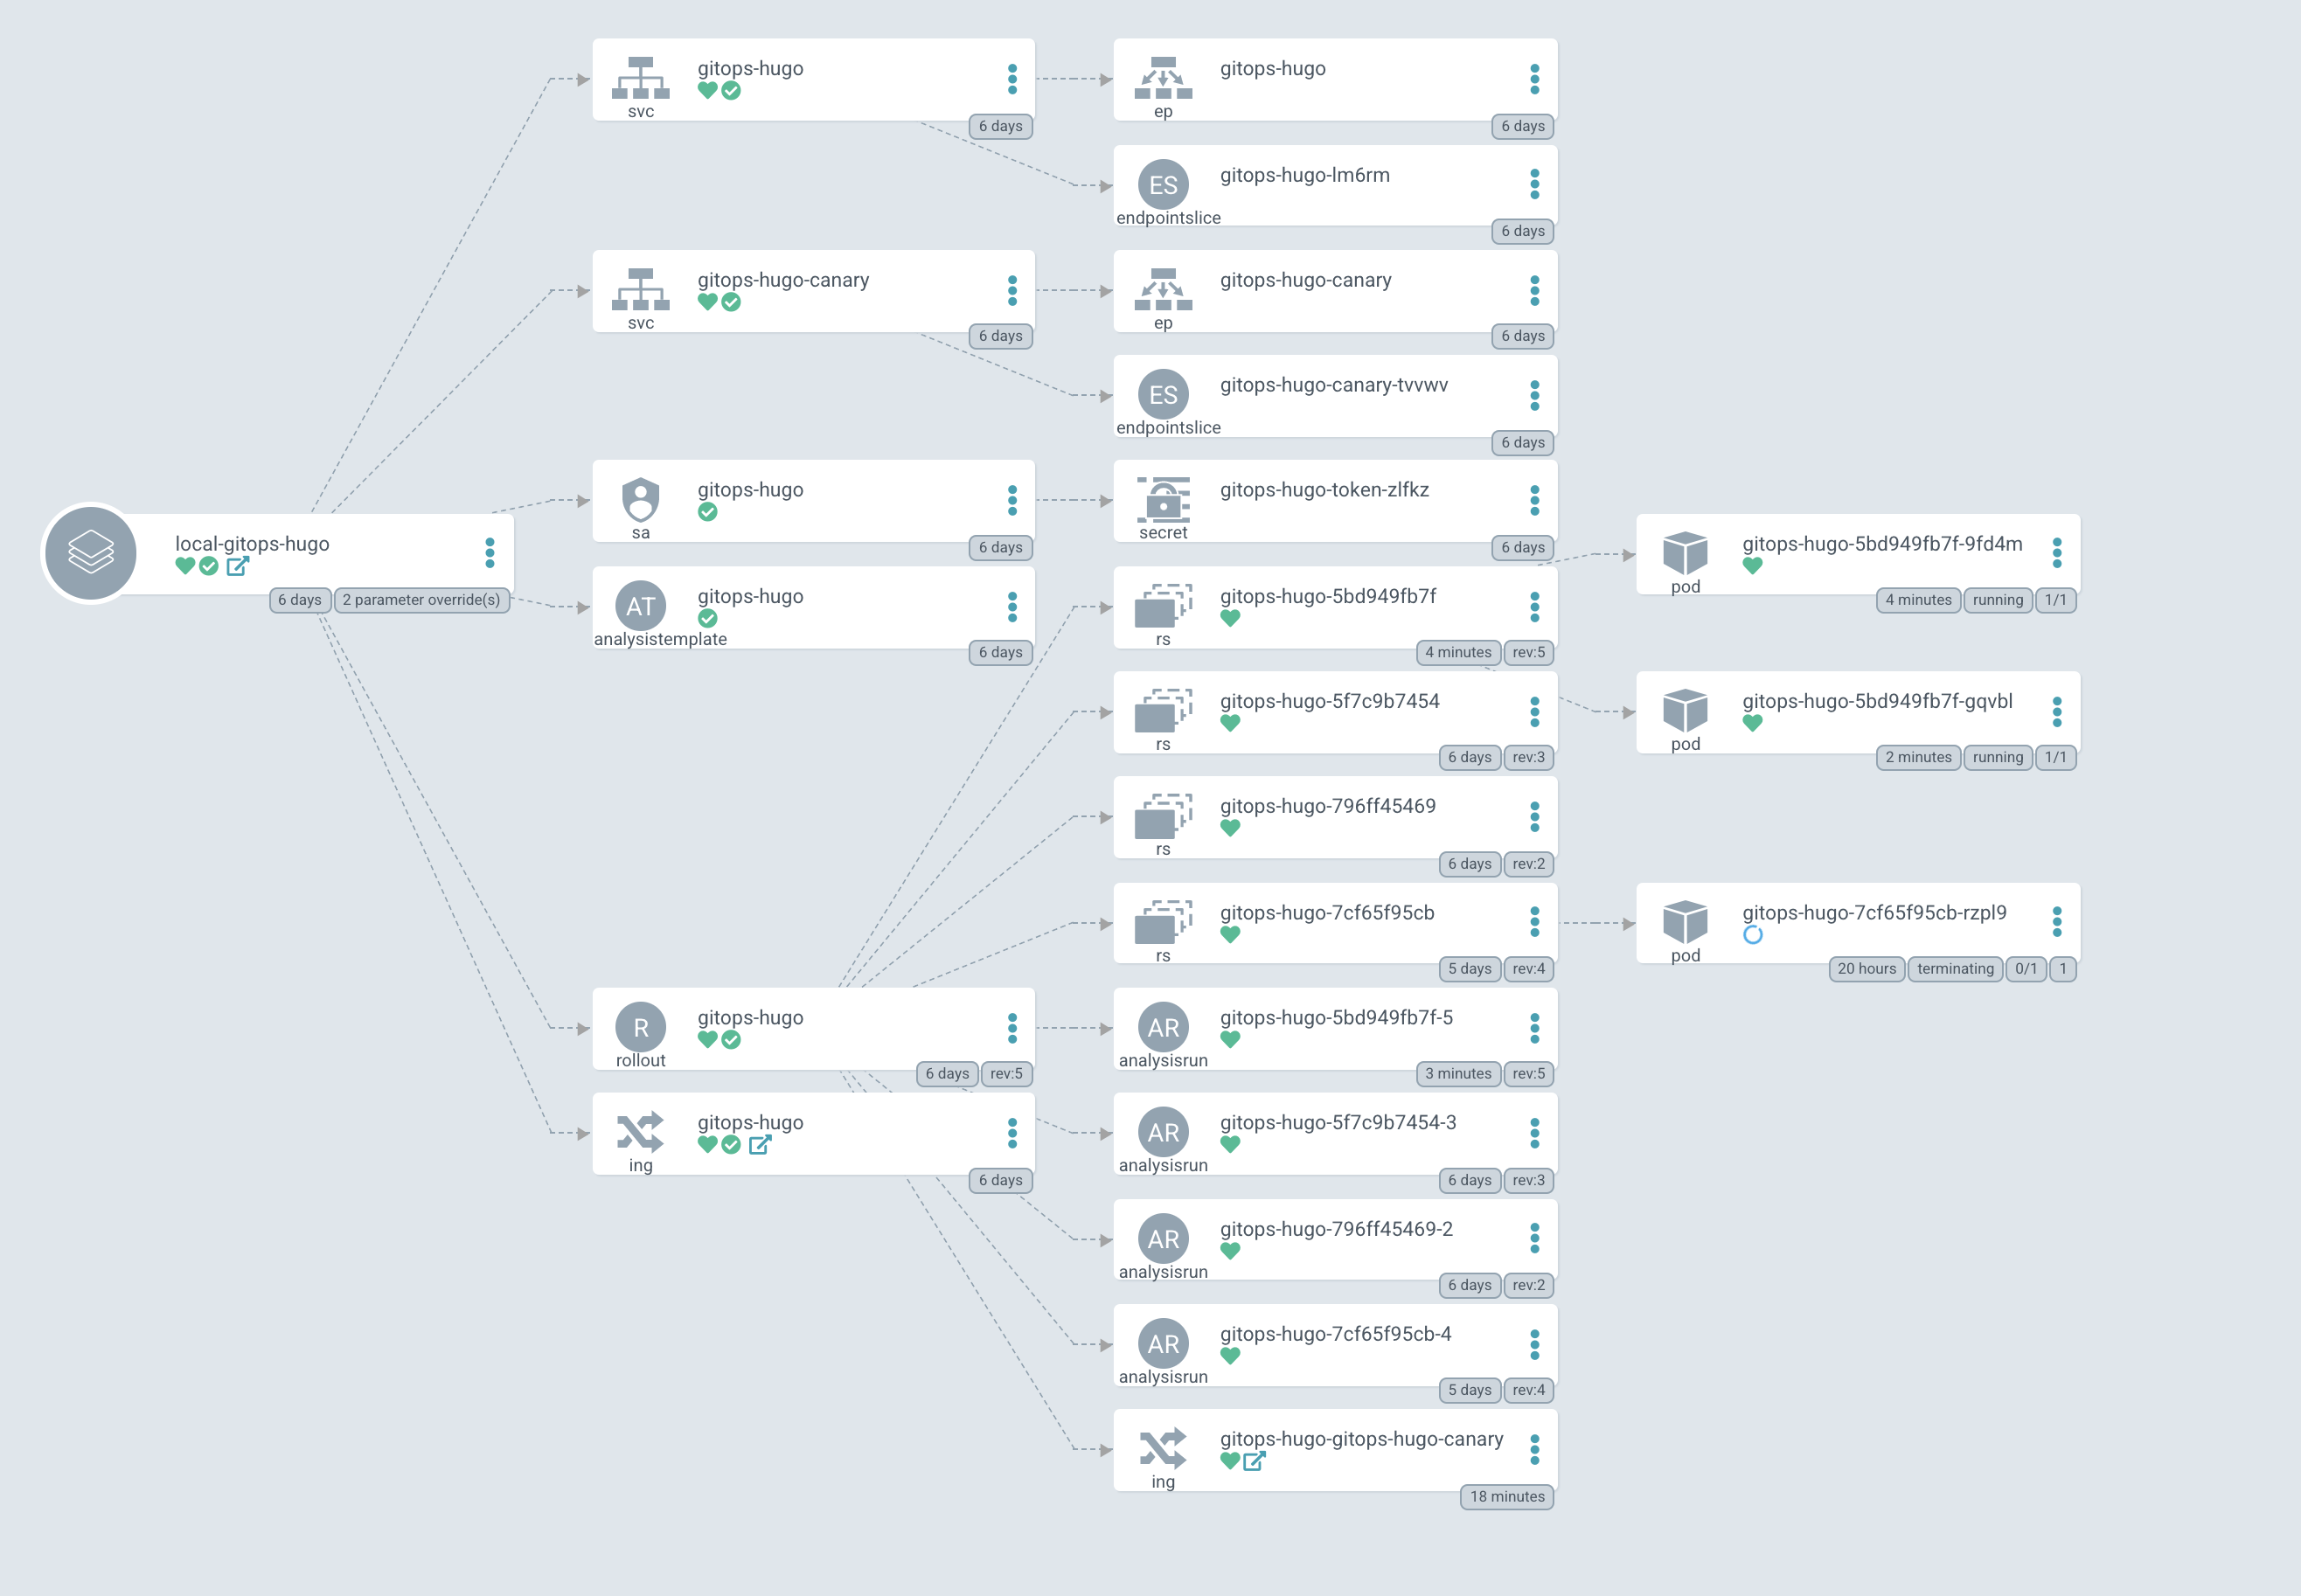 local-gitops-hugo
6 days
2 parameter override(s)
gitops-hugo
svc
6 days
gitops-hugo-canary
svc
6 days
gitops-hugo
sa
6 days
AT
gitops-hugo
analysistemplate
6 days
R
gitops-hugo
rollout
6 days
rev:5
gitops-hugo
ing
6 days
gitops-hugo
ep
6 days
ES
gitops-hugo-lm6rm
endpointslice
6 days
gitops-hugo-canary
ep
6 days
ES
gitops-hugo-canary-tvvwv
endpointslice
6 days
gitops-hugo-token-zlfkz
secret
6 days
gitops-hugo-5bd949fb7f
rs
4 minutes
rev:5
gitops-hugo-5f7c9b7454
rs
6 days
rev:3
gitops-hugo-796ff45469
rs
6 days
rev:2
gitops-hugo-7cf65f95cb
rs
5 days
rev:4
AR
gitops-hugo-5bd949fb7f-5
analysisrun
3 minutes
rev:5
AR
gitops-hugo-5f7c9b7454-3
analysisrun
6 days
rev:3
AR
gitops-hugo-796ff45469-2
analysisrun
6 days
rev:2
AR
gitops-hugo-7cf65f95cb-4
analysisrun
5 days
rev:4
gitops-hugo-gitops-hugo-canary
ing
18 minutes
gitops-hugo-5bd949fb7f-9fd4m
pod
4 minutes
running
1/1
gitops-hugo-5bd949fb7f-gqvbl
pod
2 minutes
running
1/1
gitops-hugo-7cf65f95cb-rzpl9
pod
20 hours
terminating
0/1
1